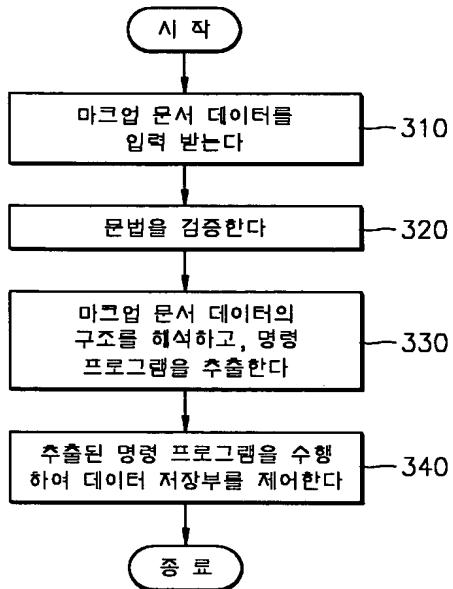 시 작
마크업 문서 데이터를
입력 받는다
310
문법을 검증한다
320
마크업 문서 데이터의
구조를 해석하고, 명령
프로그램을 추출한다
330
추출된 명령 프로그램을 수행
하여 데이터 저장부를 제어한다
340
종 료